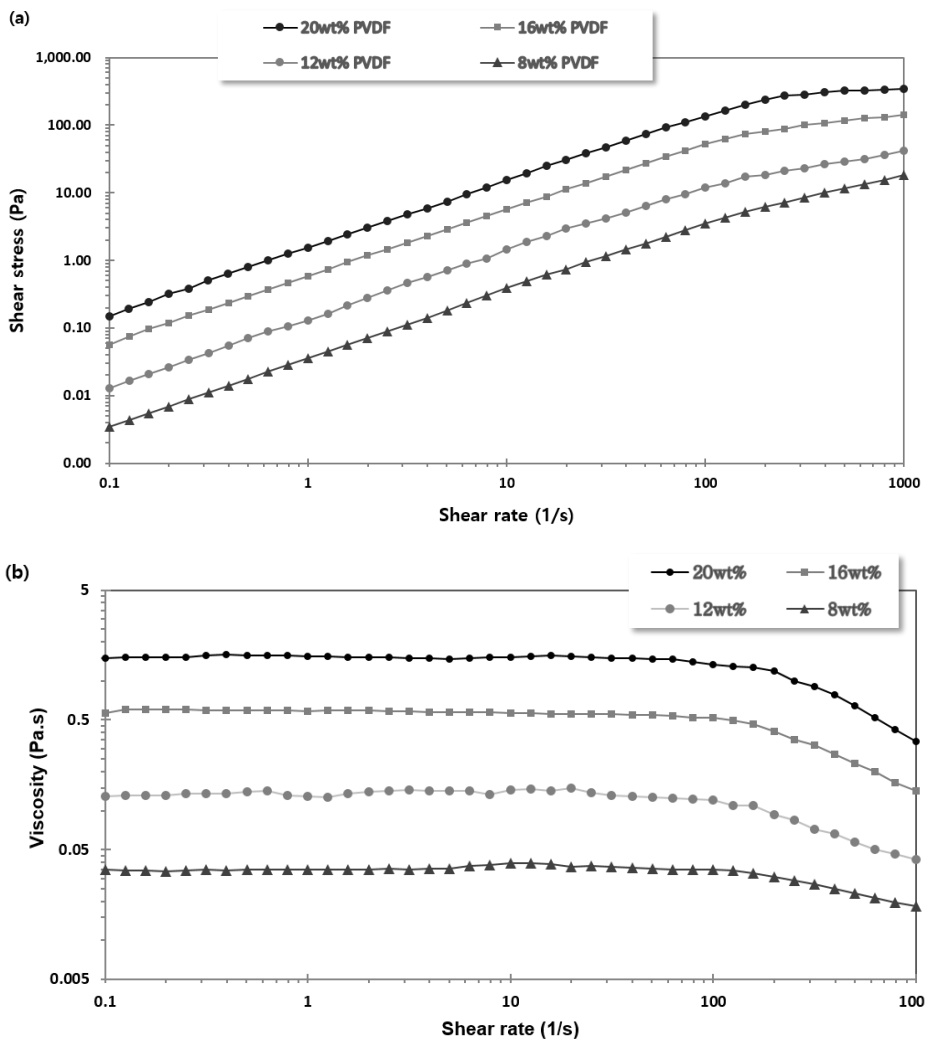 (a)
20wt% PVDF
16wt% PVDF
12wt% PVDF
8wt% PVDF
1,000.00
100.00
10.00
1.00
0.10
0.01
0.00
Shear stress (Pa)
0.1
1
10
100
1000
Shear rate (1/s)
(b)
20wt%
16wt%
12wt%
8wt%
5
0.5
0.05
0.005
Viscosity (Pa.s)
0.1
1
10
100
100
Shear rate (1/s)